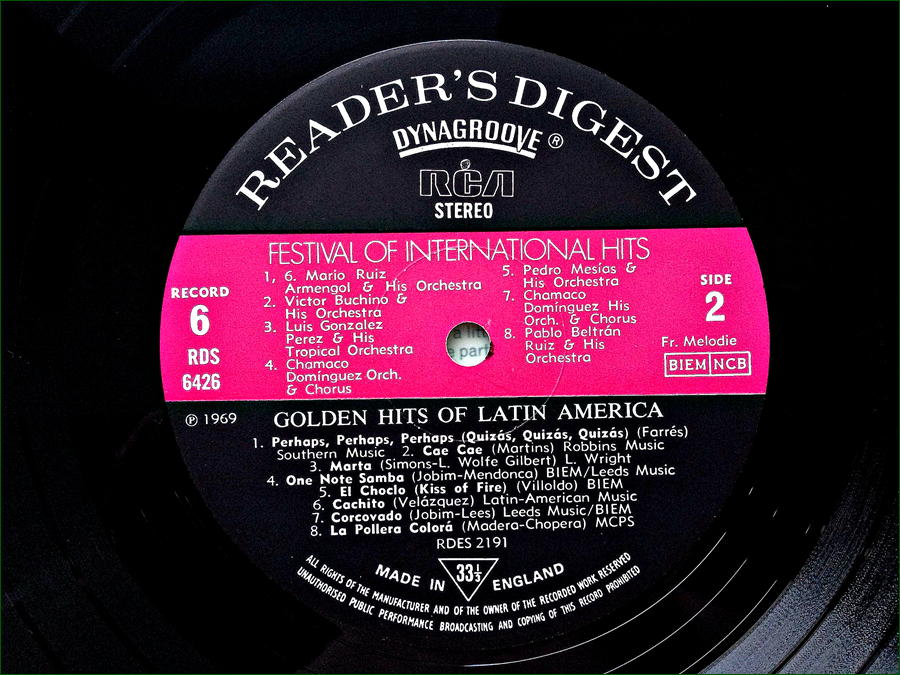 READER'S DIGEST
DYNAGROOVE ®
RCA
STEREO
FESTIVAL OF INTERNATIONAL HITS
RECORD
6
RDS
6426
1, 6. Mario Ruiz
Armengol & His Orchestra
2. Victor Buchino &
His Orchestra
3. Luis Gonzalez
Perez & His
Tropical Orchestra
4. Chamaco
Domínguez Orch.
& Chorus
5. Pedro Mesías &
His Orchestra
7. Chamaco
Domínguez His
Orch. & Chorus
8. Pablo Beltrán
Ruiz & His
Orchestra
a litt
e part
SIDE
2
Fr. Melodie
BIEM NCB
℗ 1969
GOLDEN HITS OF LATIN AMERICA
1. Perhaps, Perhaps, Perhaps (Quizás, Quizás, Quizás) (Farrés)
Southern Music 2. Cae Cae (Martins) Robbins Music
3. Marta (Simons-L. Wolfe Gilbert) L. Wright
4. One Note Samba (Jobim-Mendonca) BIEM/Leeds Music
5. El Choclo (Kiss of Fire) (Villoldo) BIEM
6. Cachito (Velázquez) Latin-American Music
7. Corcovado (Jobim-Lees) Leeds Music/BIEM
8. La Pollera Colorá (Madera-Chopera) MCPS
RDES 2191
MADE IN 33⅓ ENGLAND
ALL RIGHTS OF THE MANUFACTURER AND OF THE OWNER OF THE RECORDED WORK RESERVED
UNAUTHORISED PUBLIC PERFORMANCE BROADCASTING AND COPYING OF THIS RECORD PROHIBITED